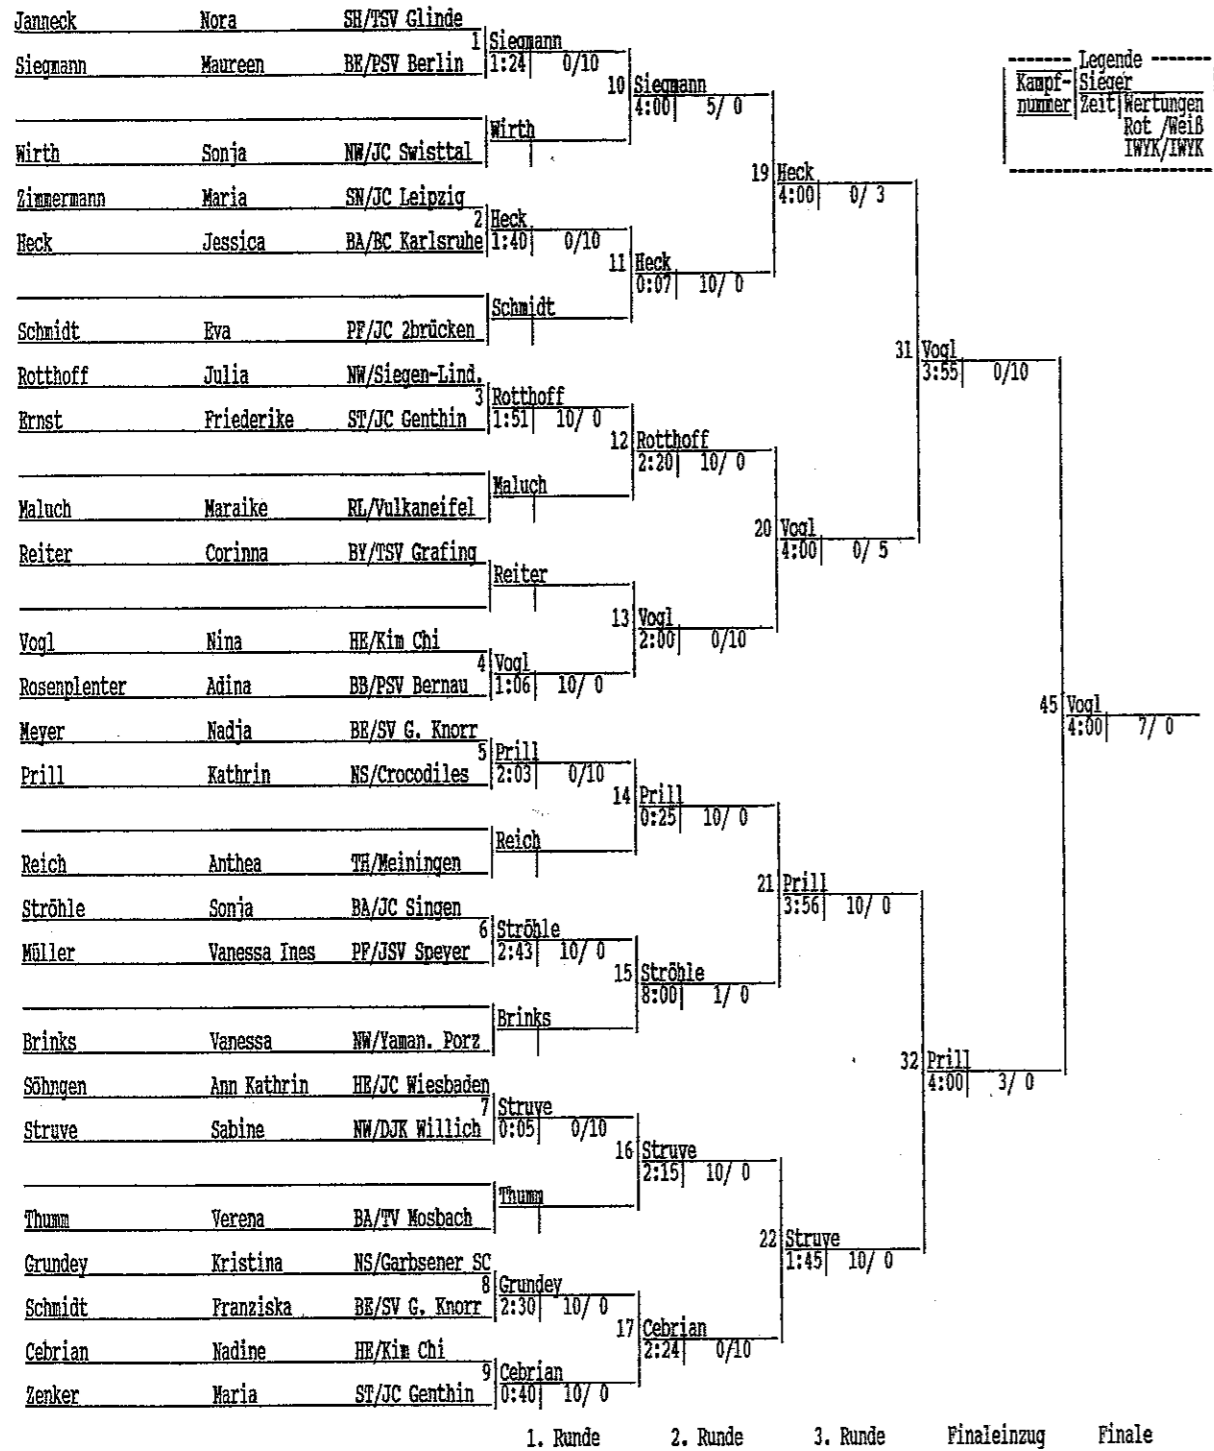 Janneck Nora SH/TSV Glinde
1 Siegmann
Siegmann Maureen BE/PSV Berlin 1:24 0/10
------- Legende -------
Kampf- Sieger
nummer Zeit Wertungen
Rot /Weiß
IWYK/IWYK
10 Siegmann
4:00 5/ 0
Wirth
Wirth Sonja NW/JC Swisttal
19 Heck
4:00 0/ 3
Zimmermann Maria SN/JC Leipzig
2 Heck
Heck Jessica BA/BC Karlsruhe 1:40 0/10
11 Heck
0:07 10/ 0
Schmidt
Schmidt Eva PF/JC 2brücken
31 Vogl
3:55 0/10
Rotthoff Julia NW/Siegen-Lind.
3 Rotthoff
Ernst Friederike ST/JC Genthin 1:51 10/ 0
12 Rotthoff
2:20 10/ 0
Maluch
Maluch Maraike RL/Vulkaneifel
20 Vogl
4:00 0/ 5
Reiter Corinna BY/TSV Grafing
Reiter
13 Vogl
2:00 0/10
Vogl Nina HE/Kim Chi
4 Vogl
Rosenplenter Adina BB/PSV Bernau 1:06 10/ 0
45 Vogl
4:00 7/ 0
Meyer Nadja BE/SV G. Knorr
5 Prill
Prill Kathrin NS/Crocodiles 2:03 0/10
14 Prill
0:25 10/ 0
Reich
Reich Anthea TH/Meiningen
21 Prill
3:56 10/ 0
Ströhle Sonja BA/JC Singen
6 Ströhle
Müller Vanessa Ines PF/JSV Speyer 2:43 10/ 0
15 Ströhle
8:00 1/ 0
Brinks
Brinks Vanessa NW/Yaman. Porz
32 Prill
4:00 3/ 0
Söhngen Ann Kathrin HE/JC Wiesbaden
7 Struve
Struve Sabine NW/DJK Willich 0:05 0/10
16 Struve
2:15 10/ 0
Thumm
Thumm Verena BA/TV Mosbach
22 Struve
1:45 10/ 0
Grundey Kristina NS/Garbsener SC
8 Grundey
Schmidt Franziska BE/SV G. Knorr 2:30 10/ 0
17 Cebrian
2:24 0/10
Cebrian Nadine HE/Kim Chi
9 Cebrian
Zenker Maria ST/JC Genthin 0:40 10/ 0
1. Runde 2. Runde 3. Runde Finaleinzug Finale